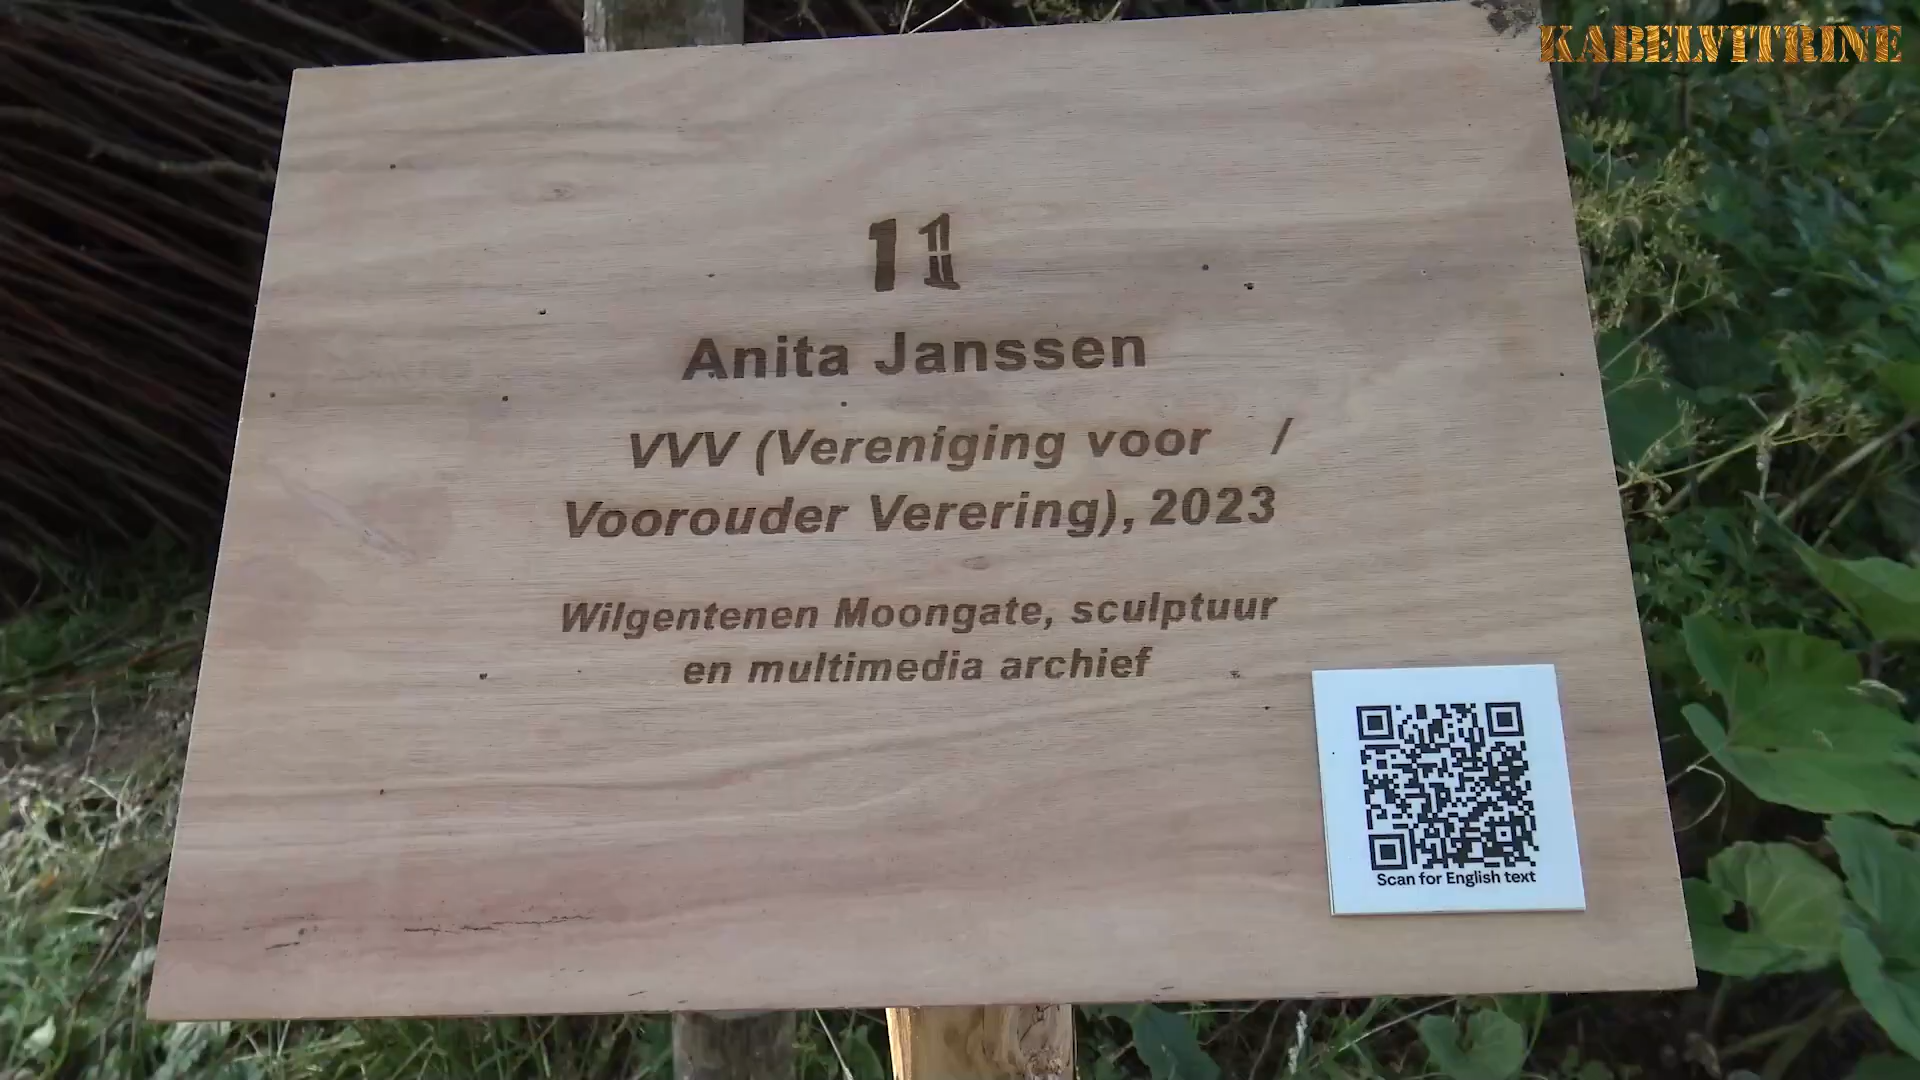 KABELVITRINE
11
Anita Janssen
VVV (Vereniging voor /
Voorouder Verering), 2023
Wilgentenen Moongate, sculptuur
en multimedia archief
Scan for English text